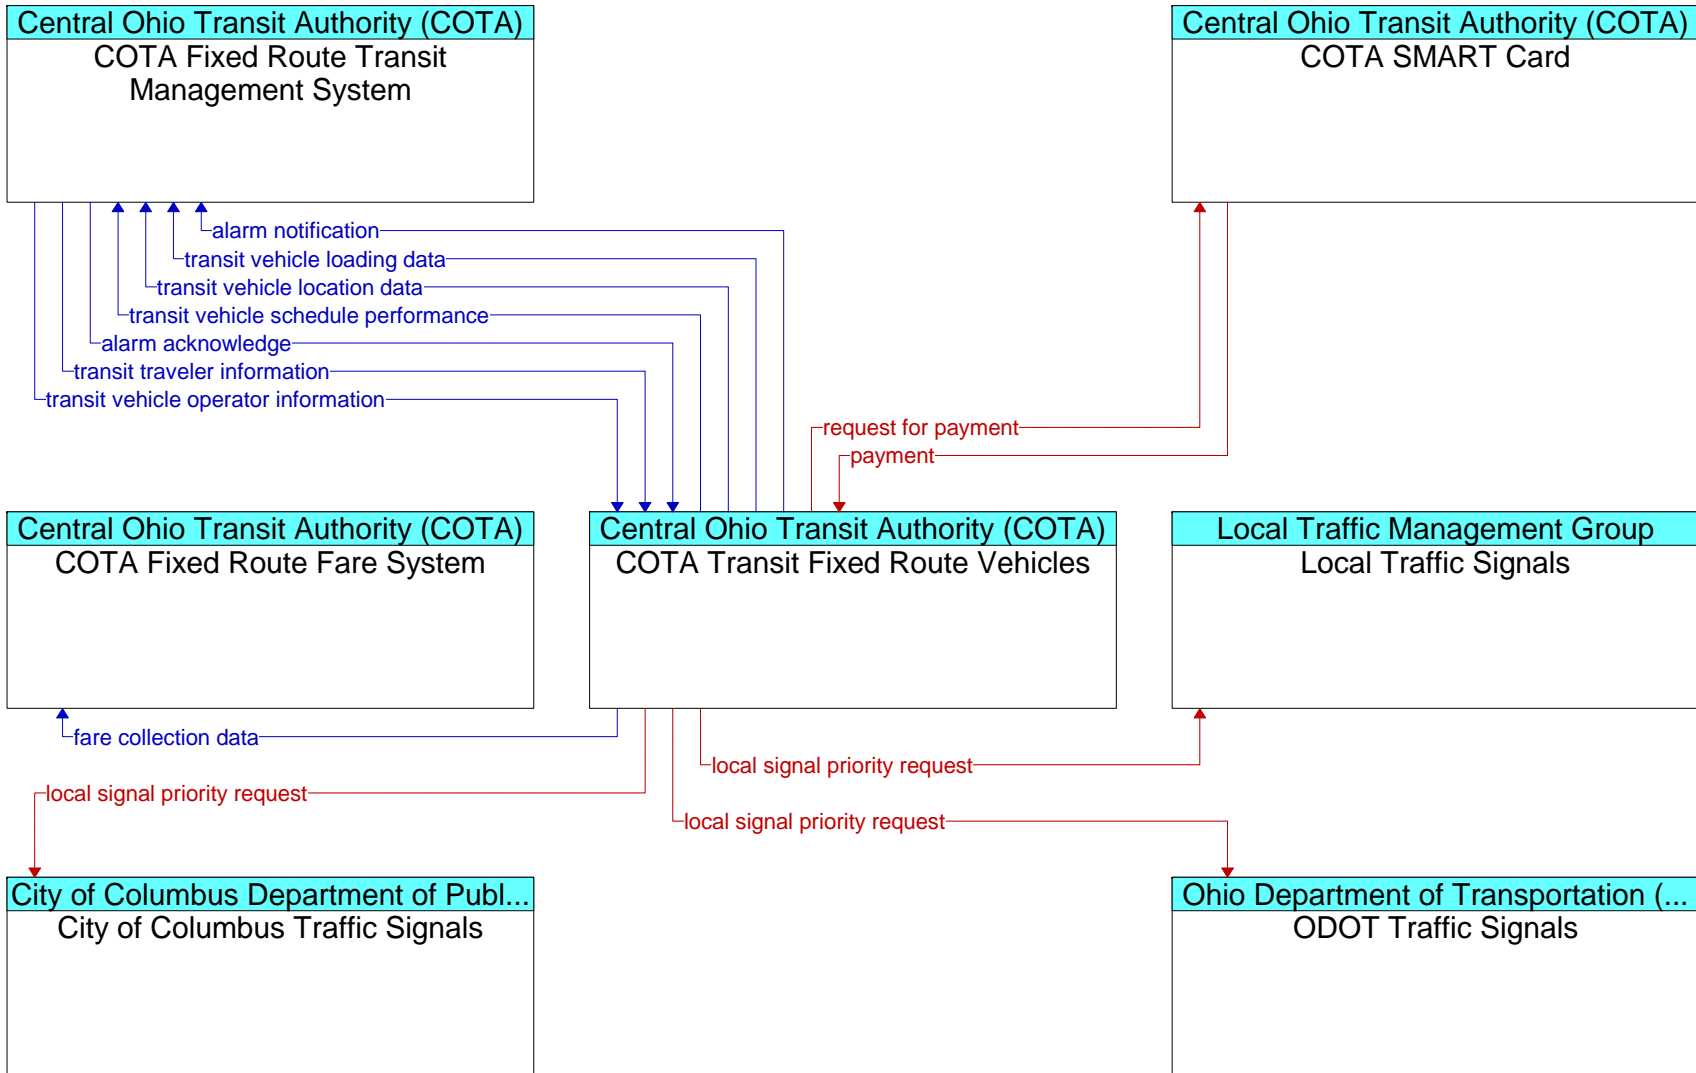 Central Ohio Transit Authority (COTA)
COTA Fixed Route Transit
Management System
Central Ohio Transit Authority (COTA)
COTA SMART Card
alarm notification
transit vehicle loading data
transit vehicle location data
transit vehicle schedule performance
alarm acknowledge
transit traveler information
transit vehicle operator information
request for payment
payment
Central Ohio Transit Authority (COTA)
COTA Fixed Route Fare System
Central Ohio Transit Authority (COTA)
COTA Transit Fixed Route Vehicles
Local Traffic Management Group
Local Traffic Signals
fare collection data
local signal priority request
local signal priority request
local signal priority request
City of Columbus Department of Publ...
City of Columbus Traffic Signals
Ohio Department of Transportation (...
ODOT Traffic Signals